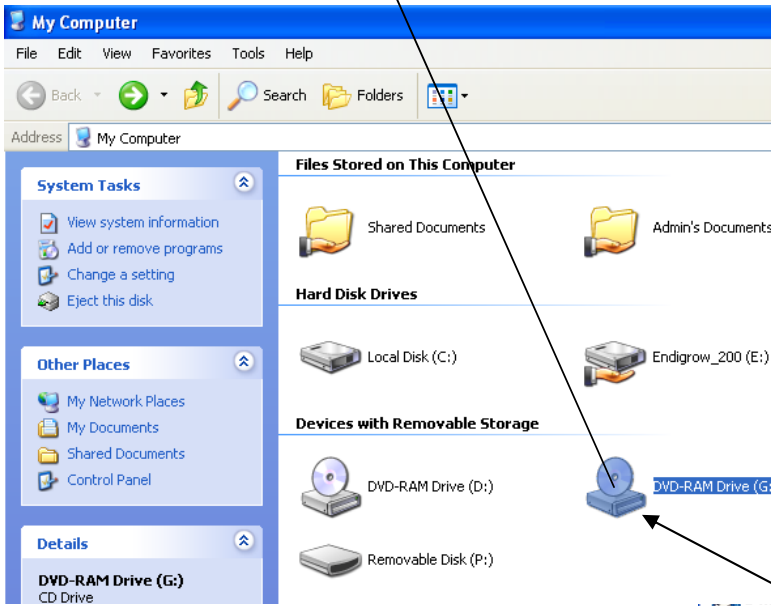 My Computer
File Edit View Favorites Tools Help
Back Search Folders
Address My Computer
System Tasks
View system information
Add or remove programs
Change a setting
Eject this disk
Other Places
My Network Places
My Documents
Shared Documents
Control Panel
Details
DVD-RAM Drive (G:)
CD Drive
Files Stored on This Computer
Shared Documents Admin's Documents
Hard Disk Drives
Local Disk (C:) Endigrow_200 (E:)
Devices with Removable Storage
DVD-RAM Drive (D:) DVD-RAM Drive (G:
Removable Disk (P:)